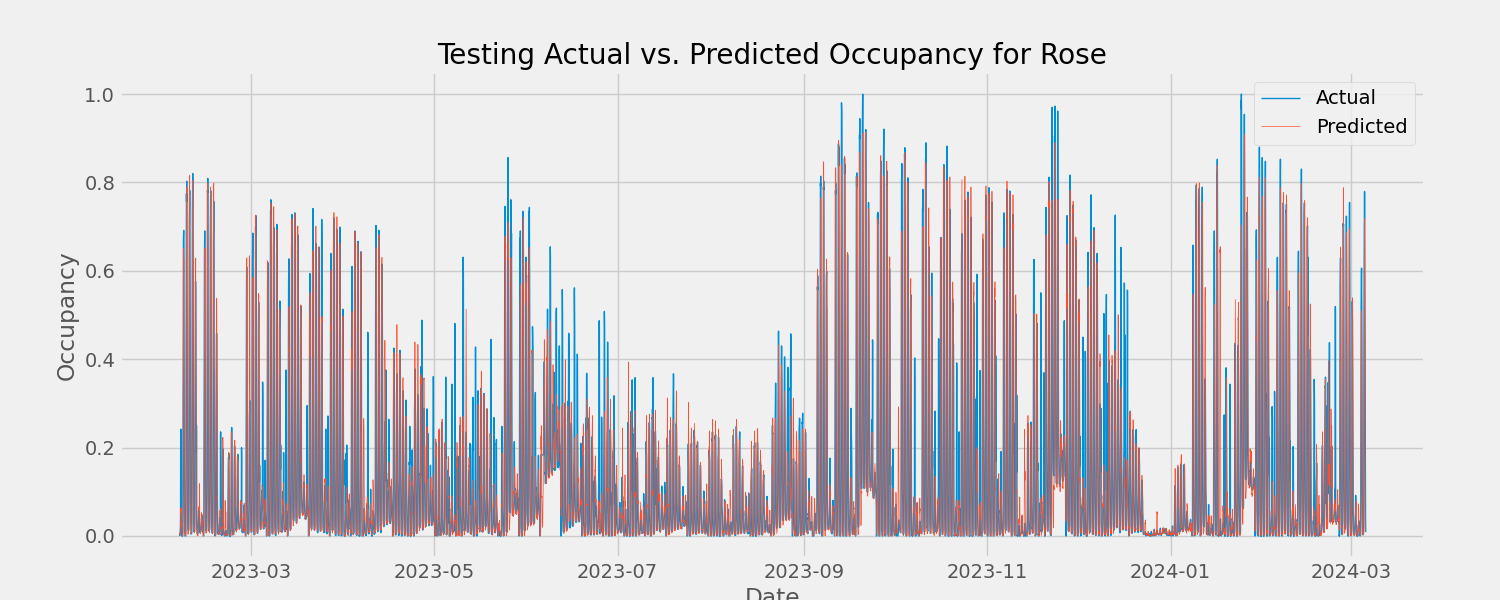 Testing Actual vs. Predicted Occupancy for Rose
Actual
Predicted
Occupancy
1.0
0.8
0.6
0.4
0.2
0.0
2023-03 2023-05 2023-07 2023-09 2023-11 2024-01 2024-03
Date